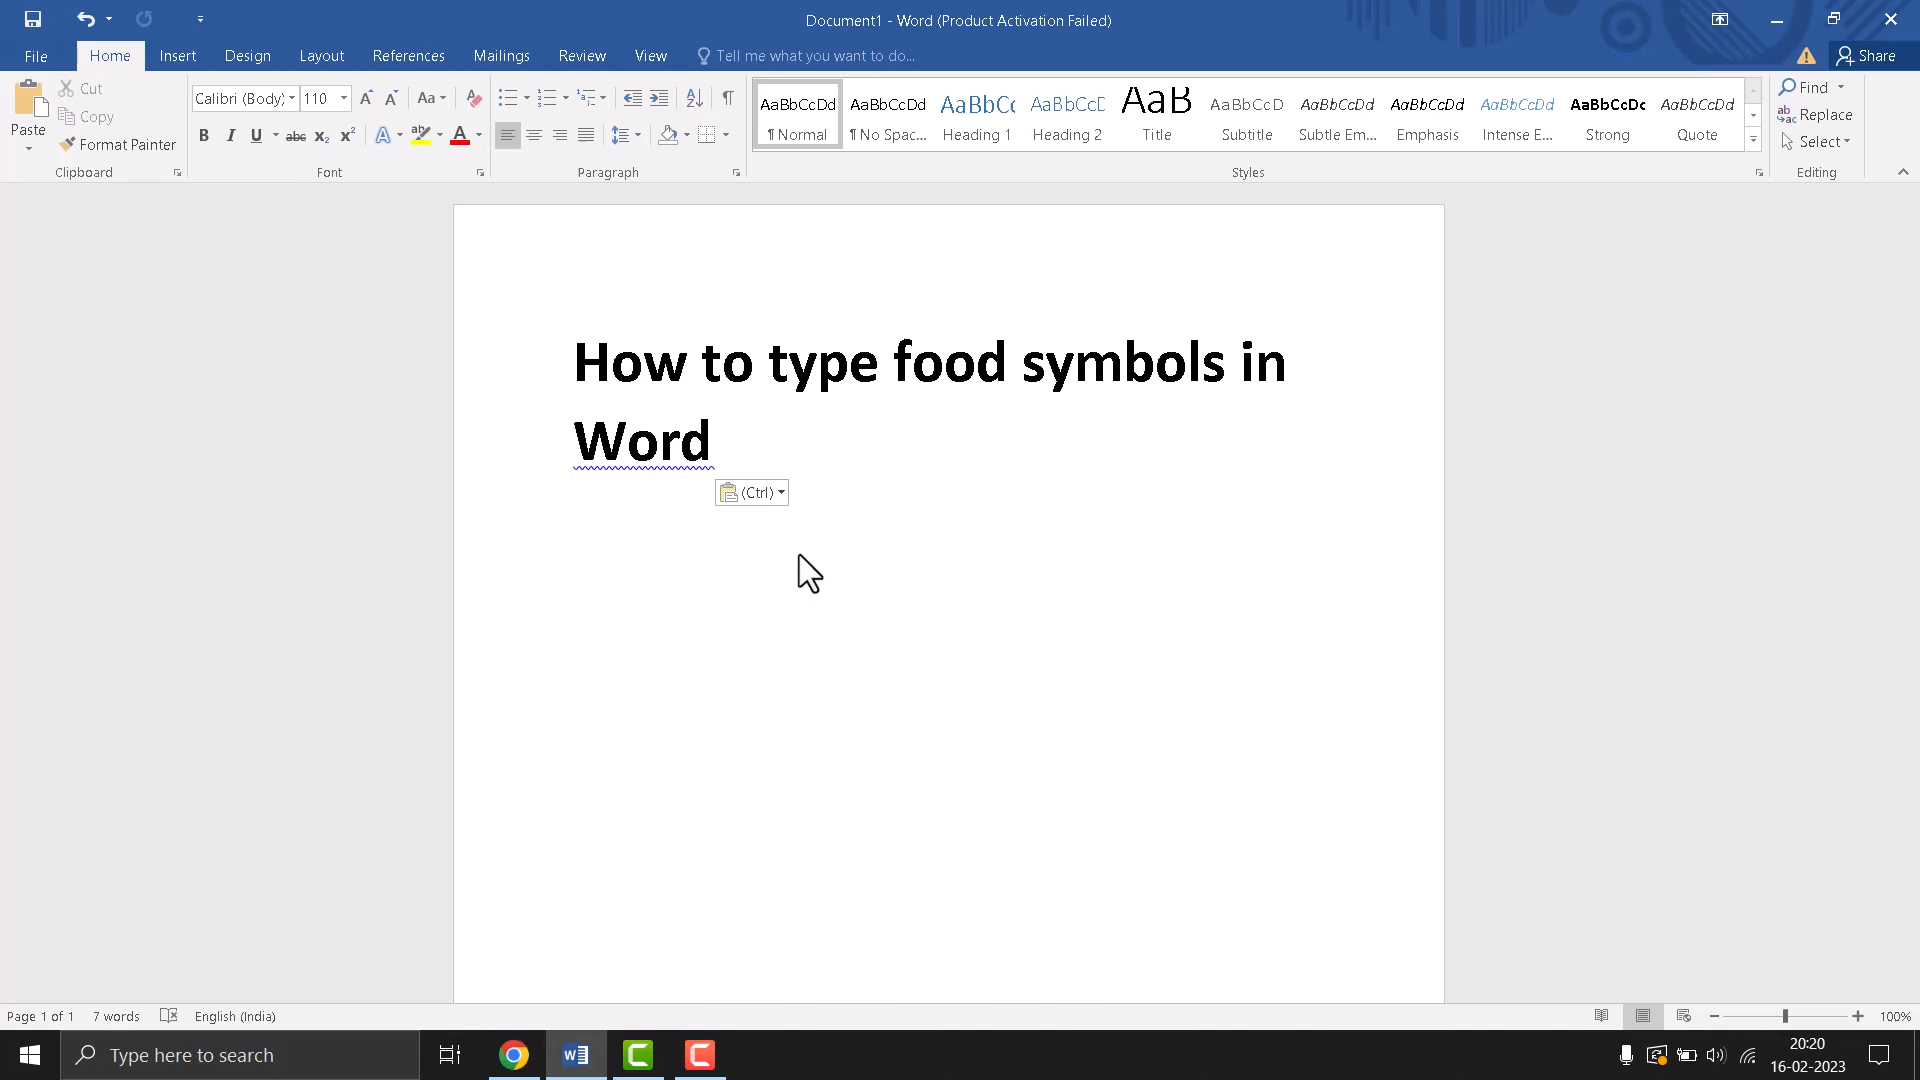 Document1 - Word (Product Activation Failed)
File Home Insert Design Layout References Mailings Review View Tell me what you want to do... Share
Paste
Cut
Copy
Format Painter
Clipboard
Calibri (Body) 110
Font
Paragraph
AaBbCcDd AaBbCcDd AaBbCc AaBbCcD AaB AaBbCcD AaBbCcDd AaBbCcDd AaBbCcDd AaBbCcDc AaBbCcDd
¶ Normal ¶ No Spac... Heading 1 Heading 2 Title Subtitle Subtle Em... Emphasis Intense E... Strong Quote
Styles
Find
Replace
Select
Editing
How to type food symbols in
Word
(Ctrl)
Page 1 of 1 7 words English (India) 100%
Type here to search
20:20
16-02-2023